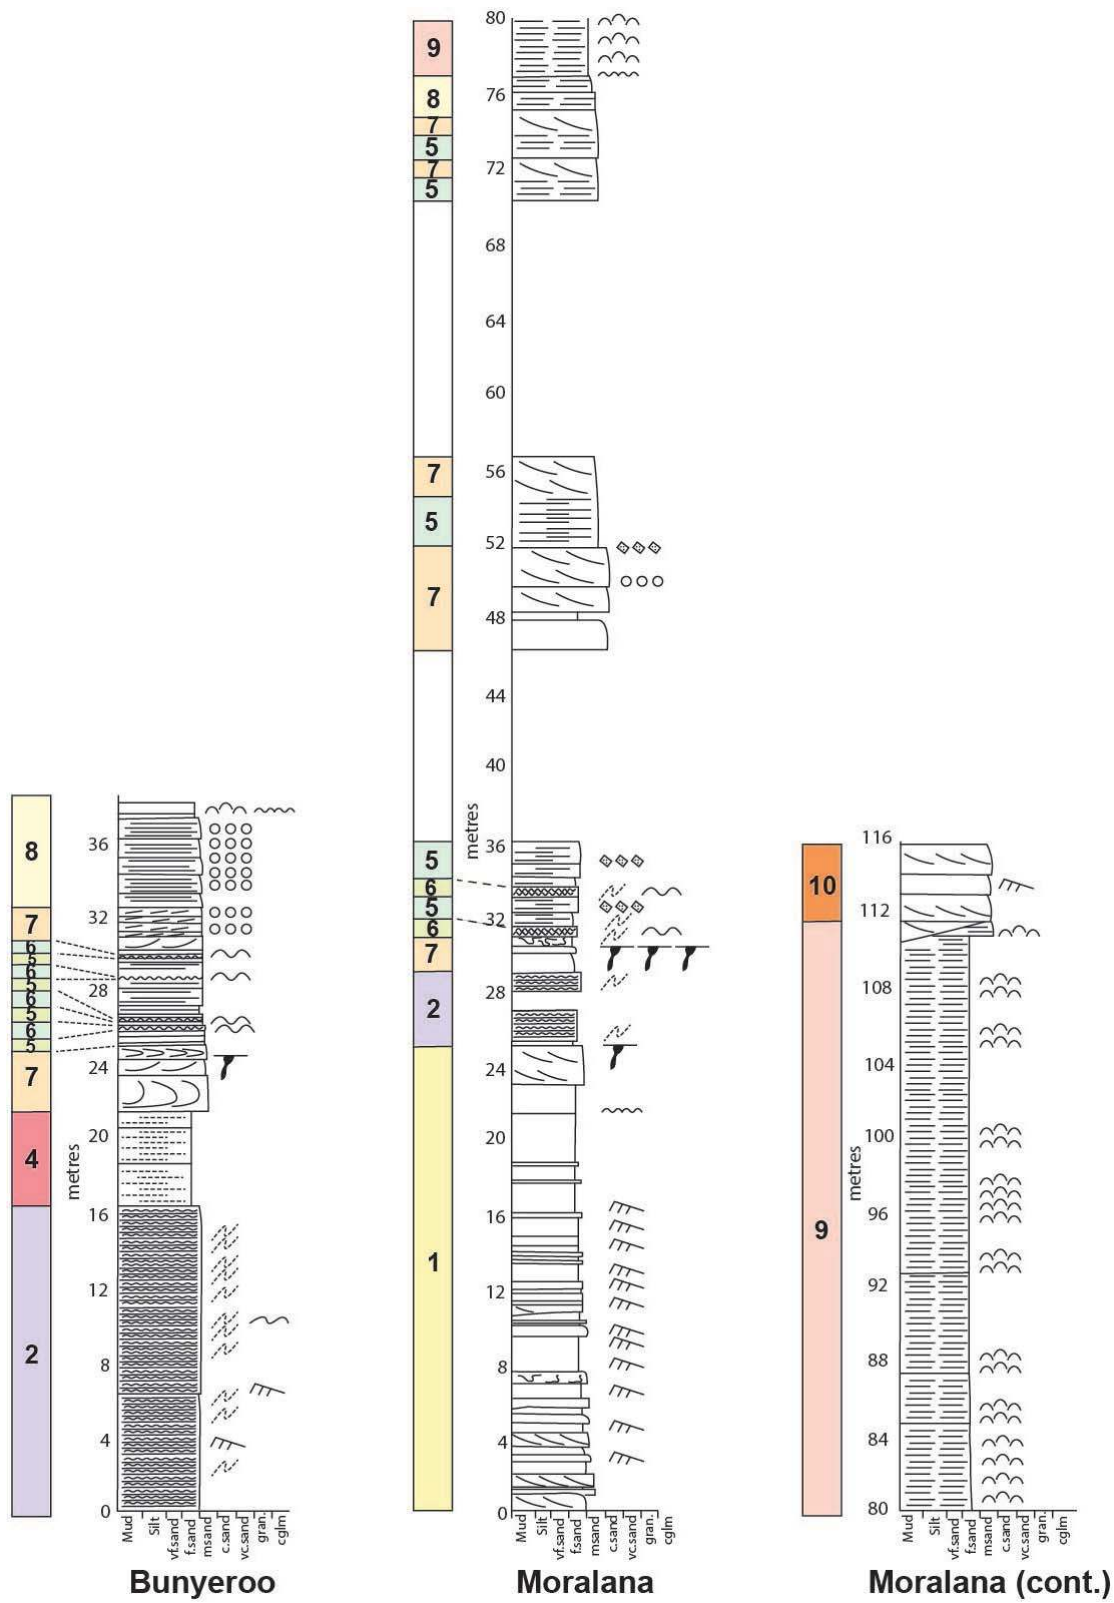 9
8
7
5
7
5
7
5
7
5
6
5
6
7
2
1
80
76
72
68
64
60
56
52
48
44
40
36
32
28
24
20
16
12
8
4
0
metres
Mud
Silt
vf.sand
f.sand
msand
c.sand
vc.sand
gran.
cglm
Moralana
8
7
6
5
6
5
6
5
6
5
7
4
2
36
32
28
24
20
16
12
8
4
0
metres
Mud
Silt
vf.sand
f.sand
msand
c.sand
vc.sand
gran.
cglm
Bunyeroo
10
9
116
112
108
104
100
96
92
88
84
80
metres
Mud
Silt
vf.sand
f.sand
msand
c.sand
vc.sand
gran.
cglm
Moralana (cont.)